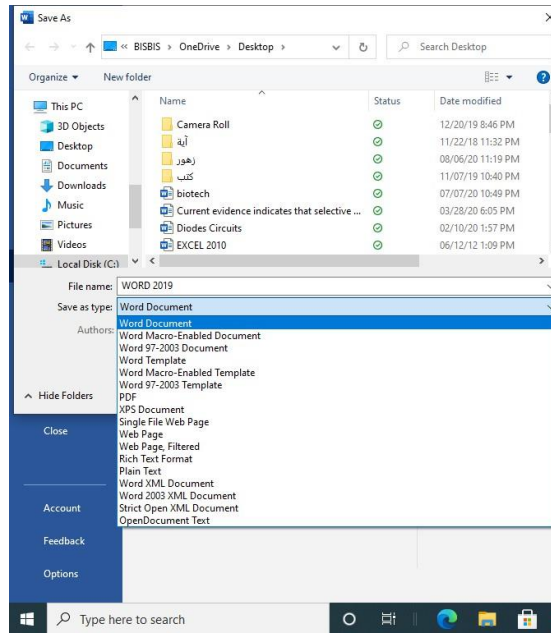 Save As
« BISBIS > OneDrive > Desktop >
Search Desktop
Organize
New folder
This PC
3D Objects
Desktop
Documents
Downloads
Music
Pictures
Videos
Local Disk (C:)
Name Status Date modified
Camera Roll 12/20/19 8:46 PM
آية 11/22/18 11:32 PM
زهور 08/06/20 11:19 PM
كتب 11/07/19 10:40 PM
biotech 07/07/20 10:49 PM
Current evidence indicates that selective ... 03/28/20 6:05 PM
Diodes Circuits 02/10/20 1:57 PM
EXCEL 2010 06/12/12 1:09 PM
File name: WORD 2019
Save as type: Word Document
Authors:
Word Document
Word Macro-Enabled Document
Word 97-2003 Document
Word Template
Word Macro-Enabled Template
Word 97-2003 Template
PDF
XPS Document
Single File Web Page
Web Page
Web Page, Filtered
Rich Text Format
Plain Text
Word XML Document
Word 2003 XML Document
Strict Open XML Document
OpenDocument Text
Hide Folders
Close
Account
Feedback
Options
Type here to search